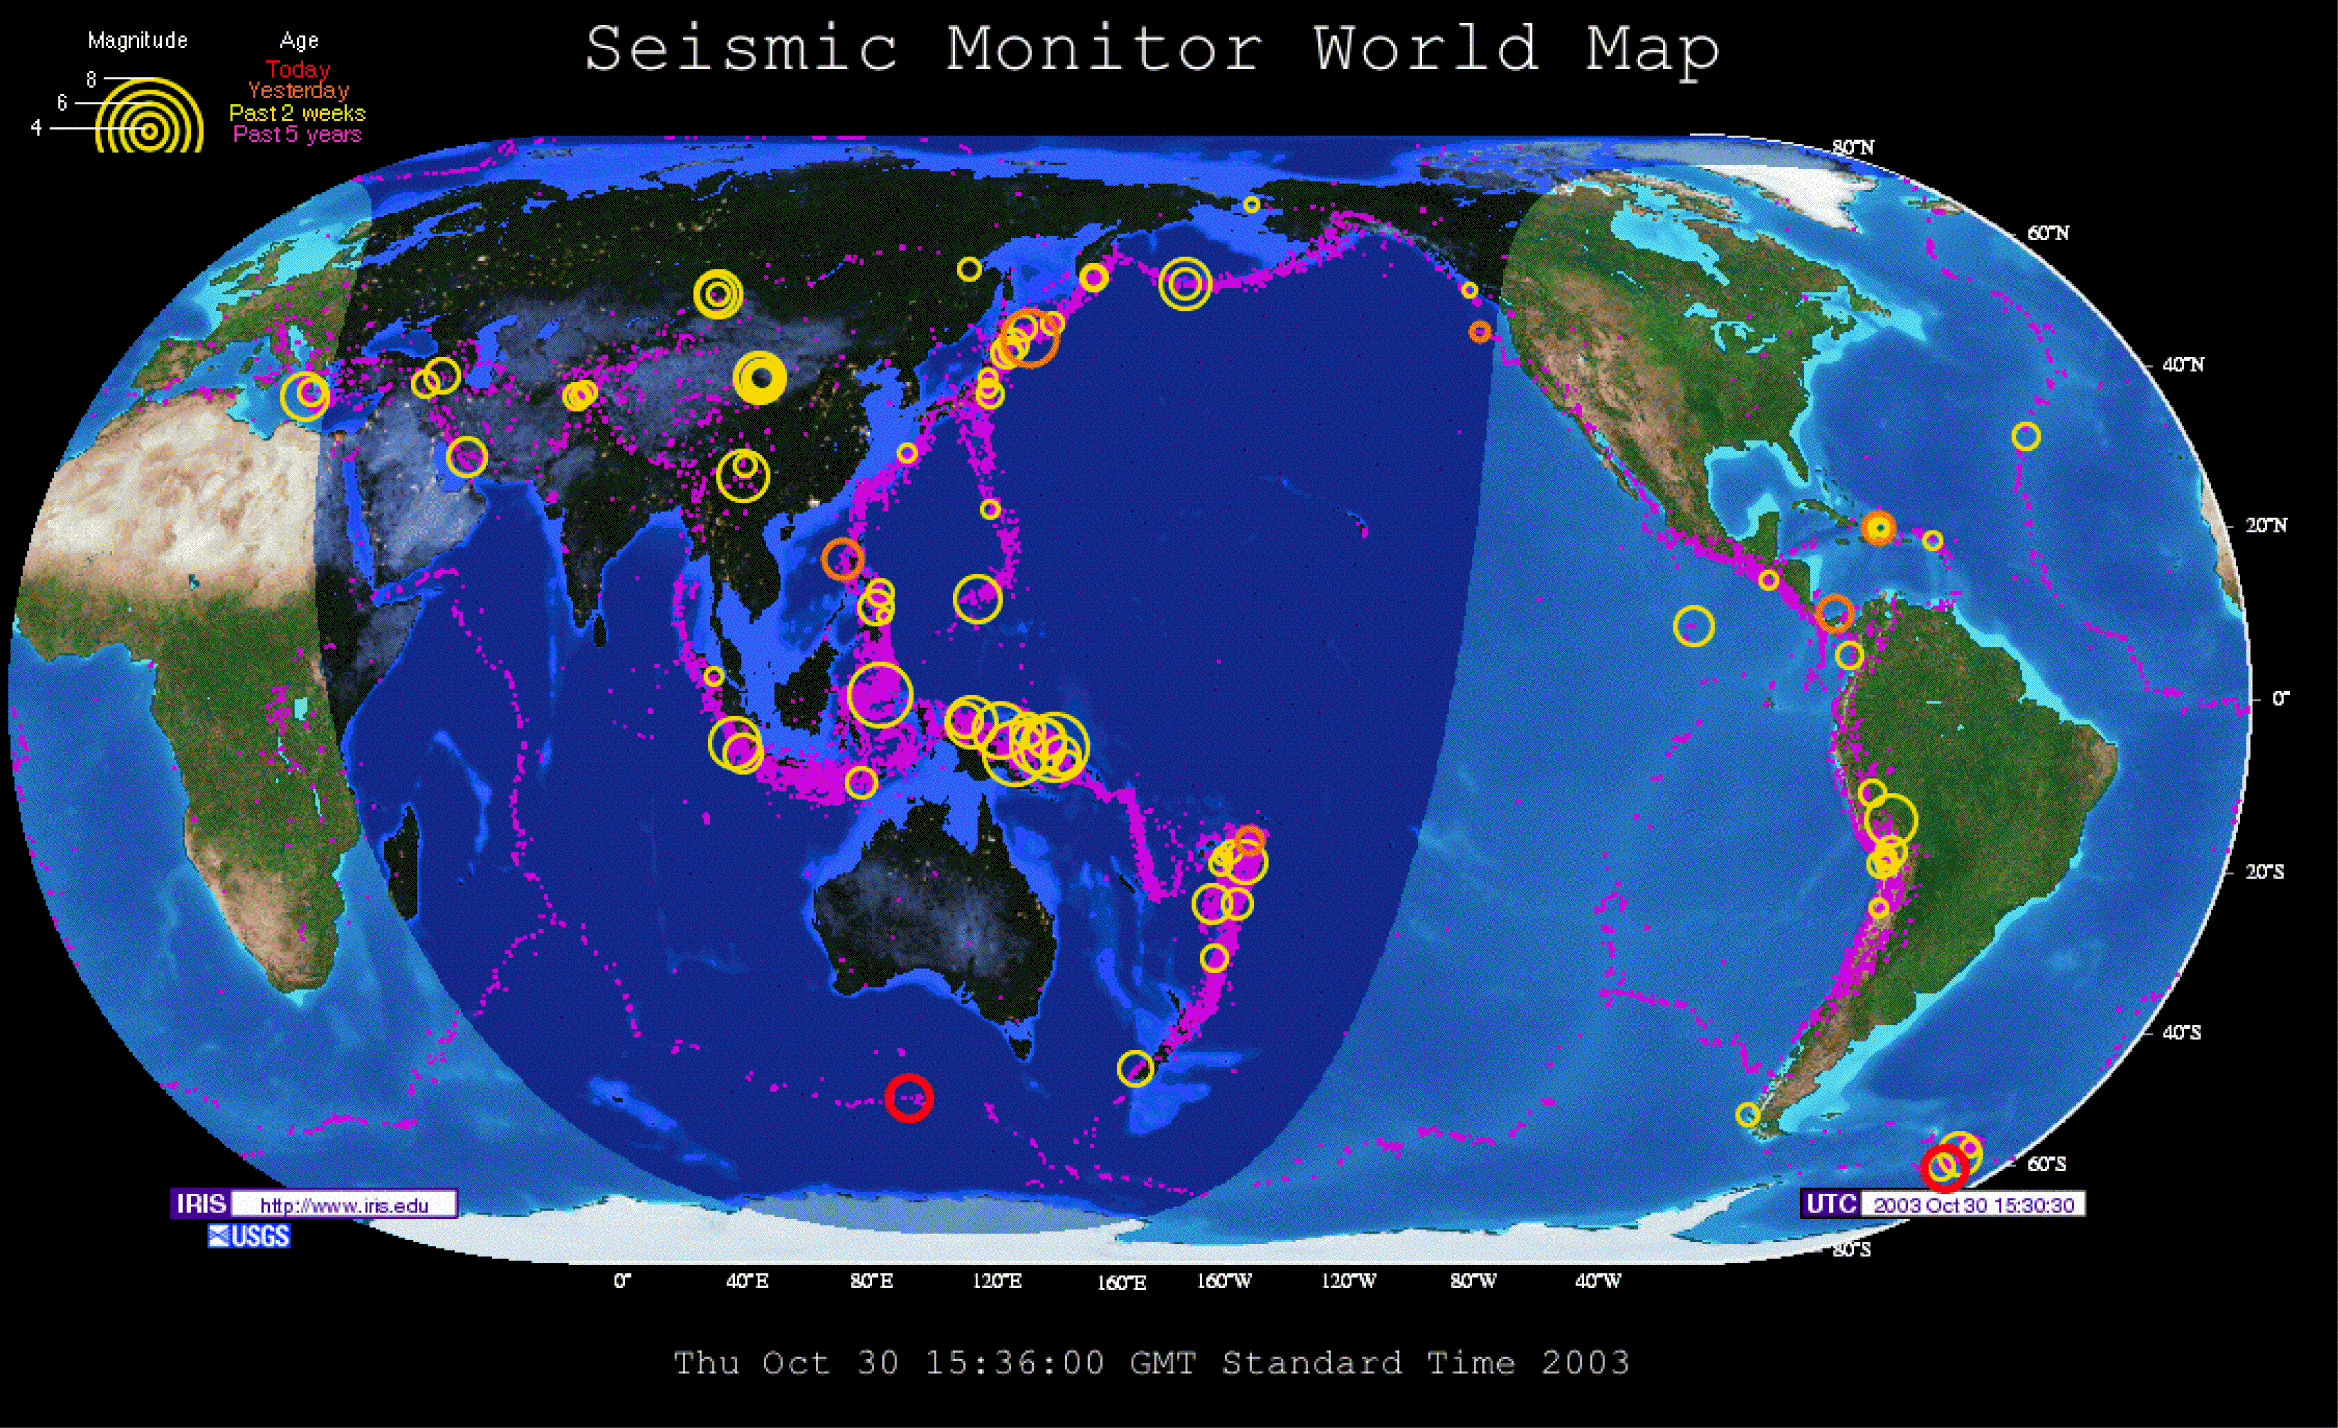 Seismic Monitor World Map
Magnitude
8
6
4
Age
Today
Yesterday
Past 2 weeks
Past 5 years
80°N
60°N
40°N
20°N
0°
20°S
40°S
60°S
80°S
IRIS http://www.iris.edu
USGS
UTC 2003 Oct 30 15:30:30
0° 40°E 80°E 120°E 160°E 160°W 120°W 80°W 40°W
Thu Oct 30 15:36:00 GMT Standard Time 2003